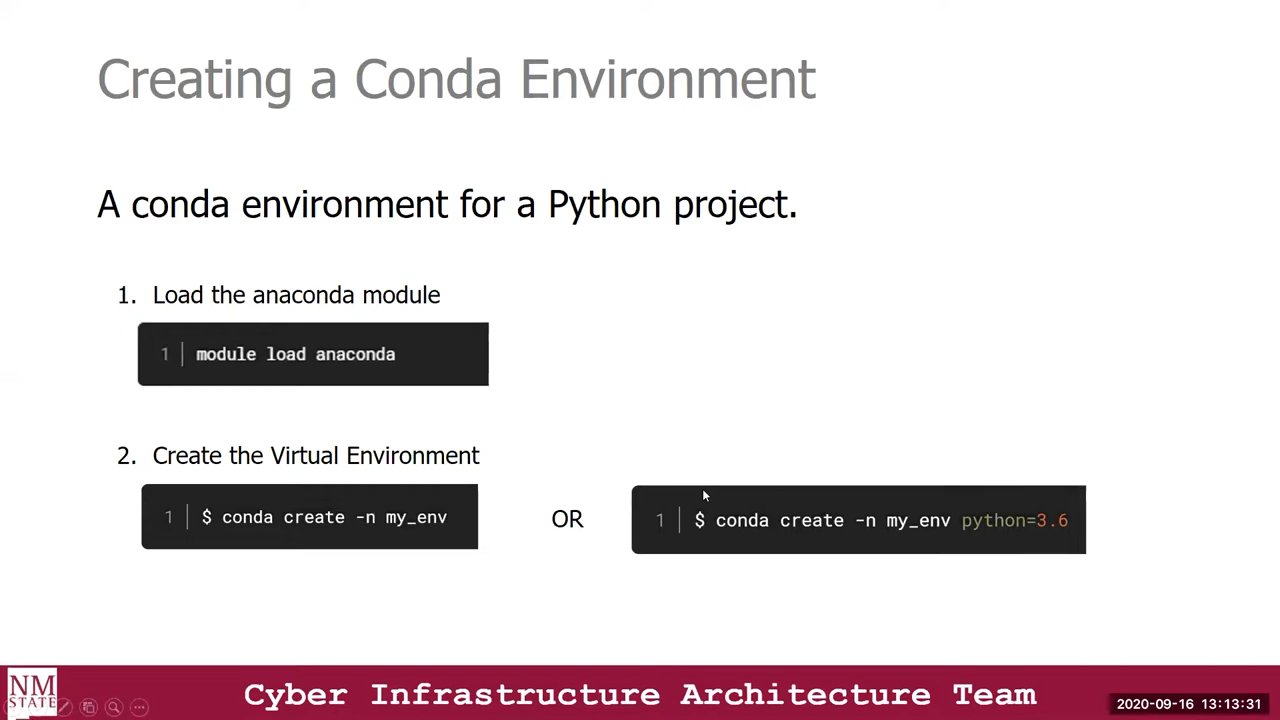 Creating a Conda Environment
A conda environment for a Python project.
1. Load the anaconda module
1 module load anaconda
2. Create the Virtual Environment
1 $ conda create -n my_env
OR
1 $ conda create -n my_env python=3.6
NM
STATE
Cyber Infrastructure Architecture Team
2020-09-16 13:13:31